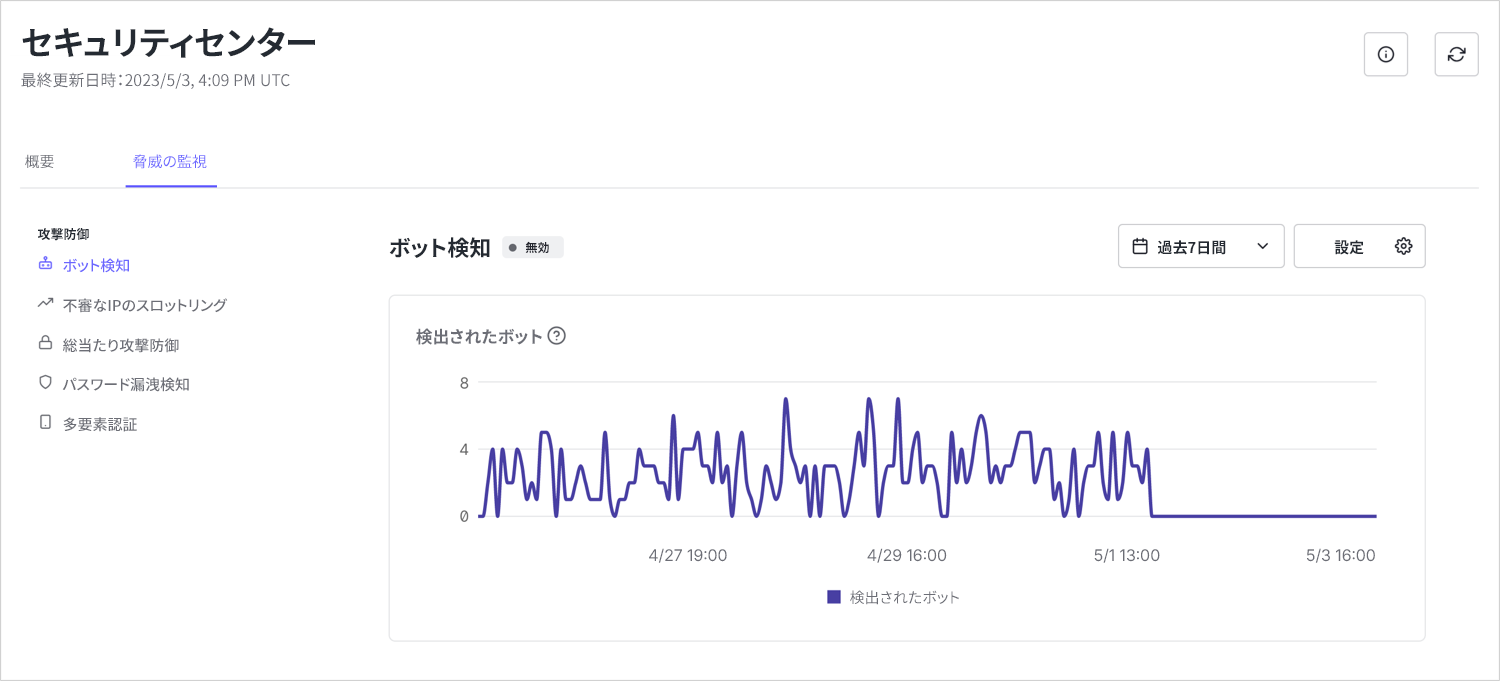 セキュリティセンター
最終更新日時：2023/5/3, 4:09 PM UTC
概要
脅威の監視
攻撃防御
ボット検知
不審なIPのスロットリング
総当たり攻撃防御
パスワード漏洩検知
多要素認証
ボット検知
無効
過去7日間
設定
検出されたボット
8
4
0
4/27 19:00
4/29 16:00
5/1 13:00
5/3 16:00
検出されたボット